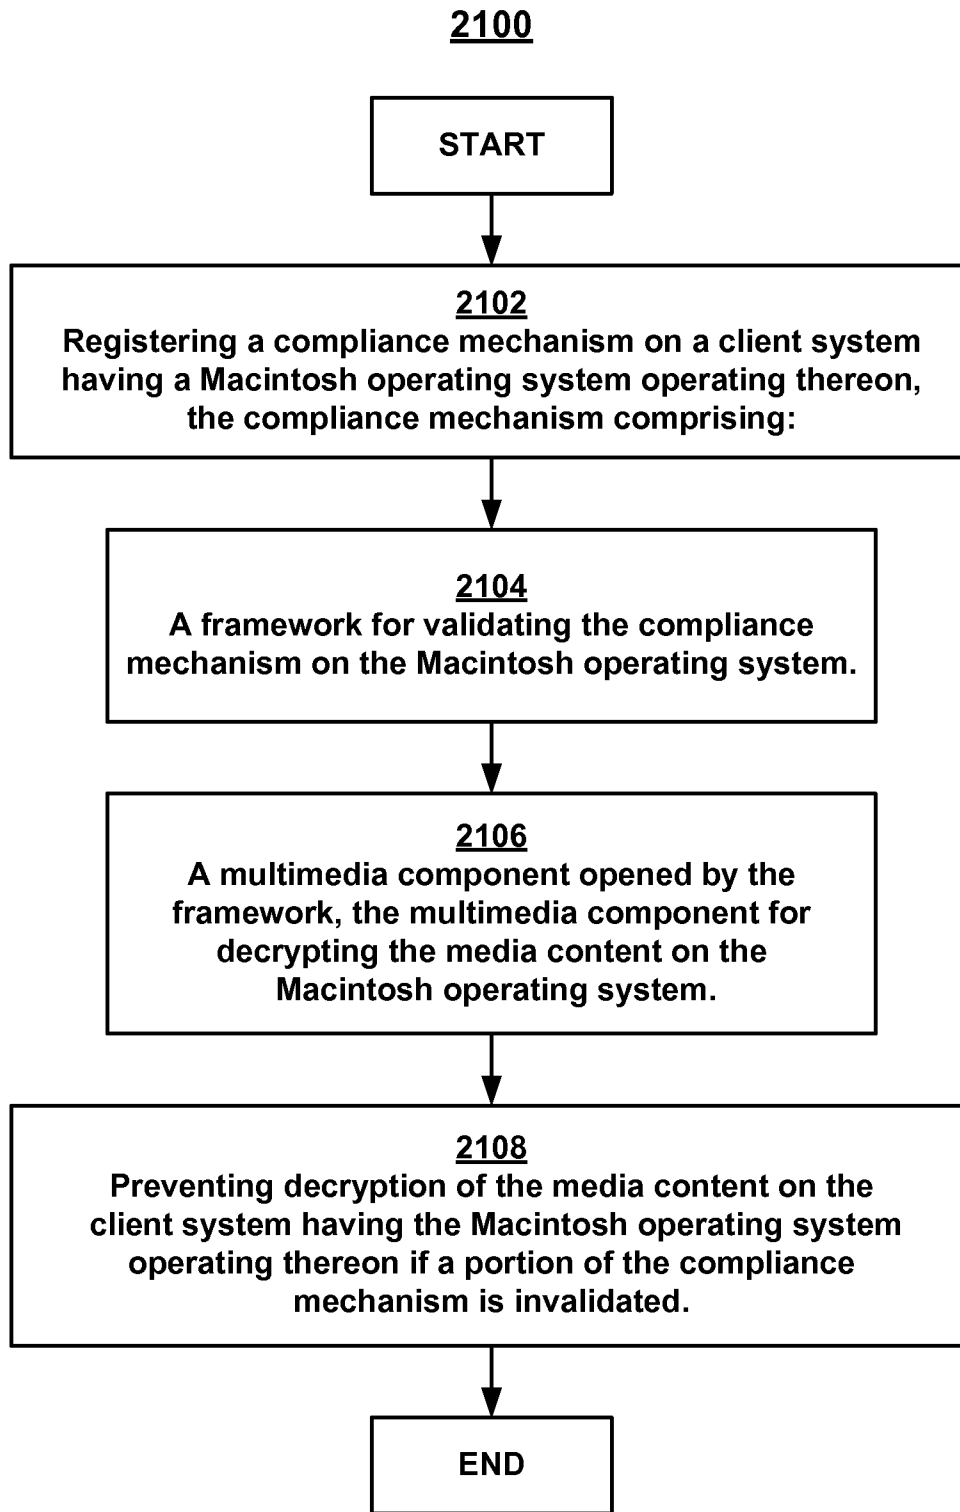 2100
START
2102
Registering a compliance mechanism on a client system
having a Macintosh operating system operating thereon,
the compliance mechanism comprising:
2104
A framework for validating the compliance
mechanism on the Macintosh operating system.
2106
A multimedia component opened by the
framework, the multimedia component for
decrypting the media content on the
Macintosh operating system.
2108
Preventing decryption of the media content on the
client system having the Macintosh operating system
operating thereon if a portion of the compliance
mechanism is invalidated.
END